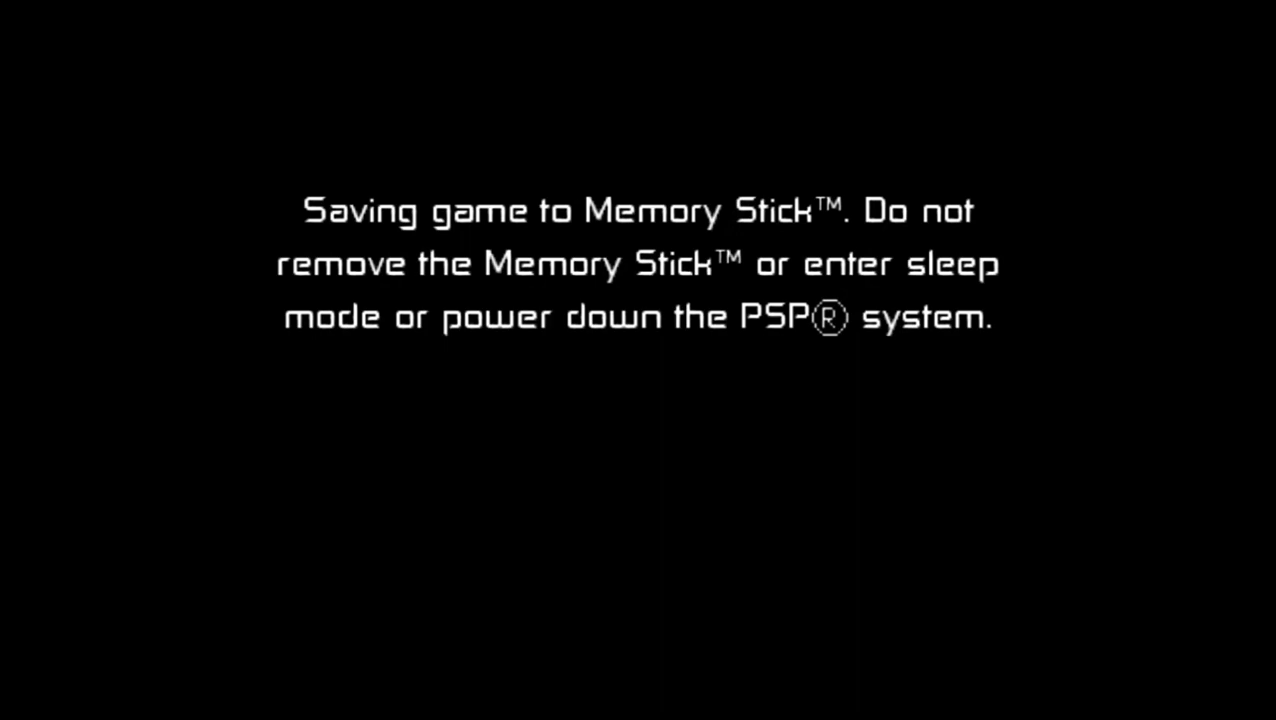 Saving game to Memory Stick™. Do not
remove the Memory Stick™ or enter sleep
mode or power down the PSP® system.